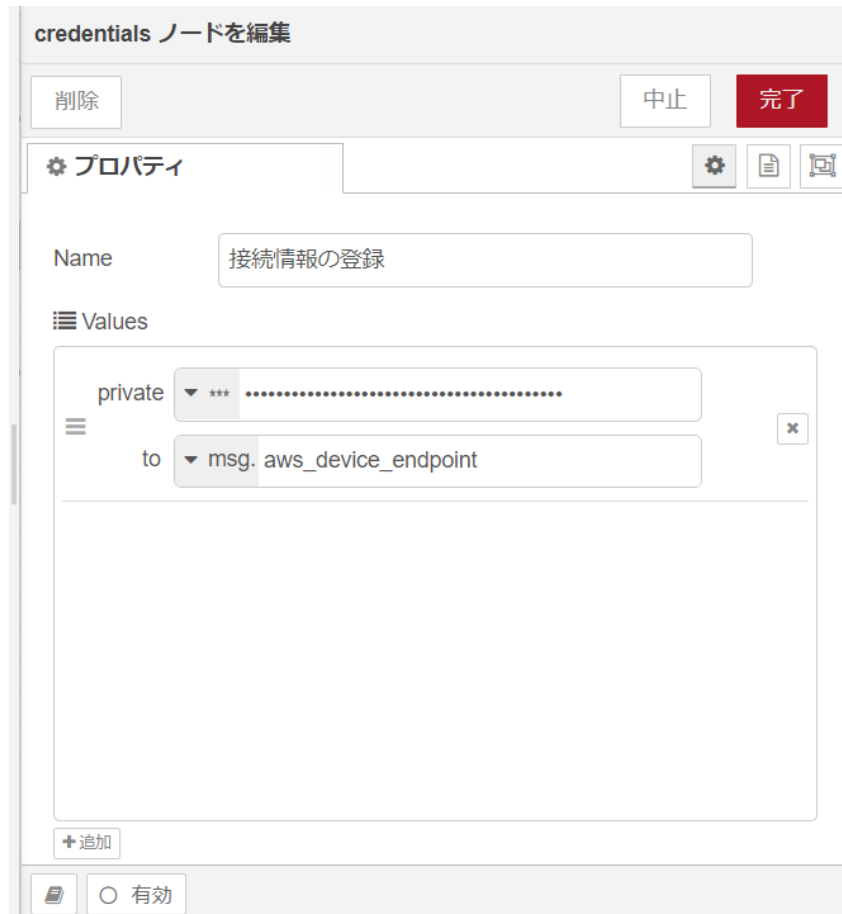 credentials ノードを編集
削除 中止 完了
プロパティ
Name 接続情報の登録
Values
private *** •••••••••••••••••••••••••••••••••••••••••
to msg. aws_device_endpoint
追加
有効